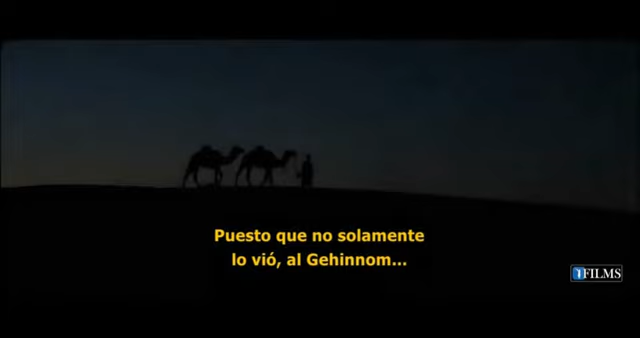 Puesto que no solamente
lo vió, al Gehinnom...
1FILMS